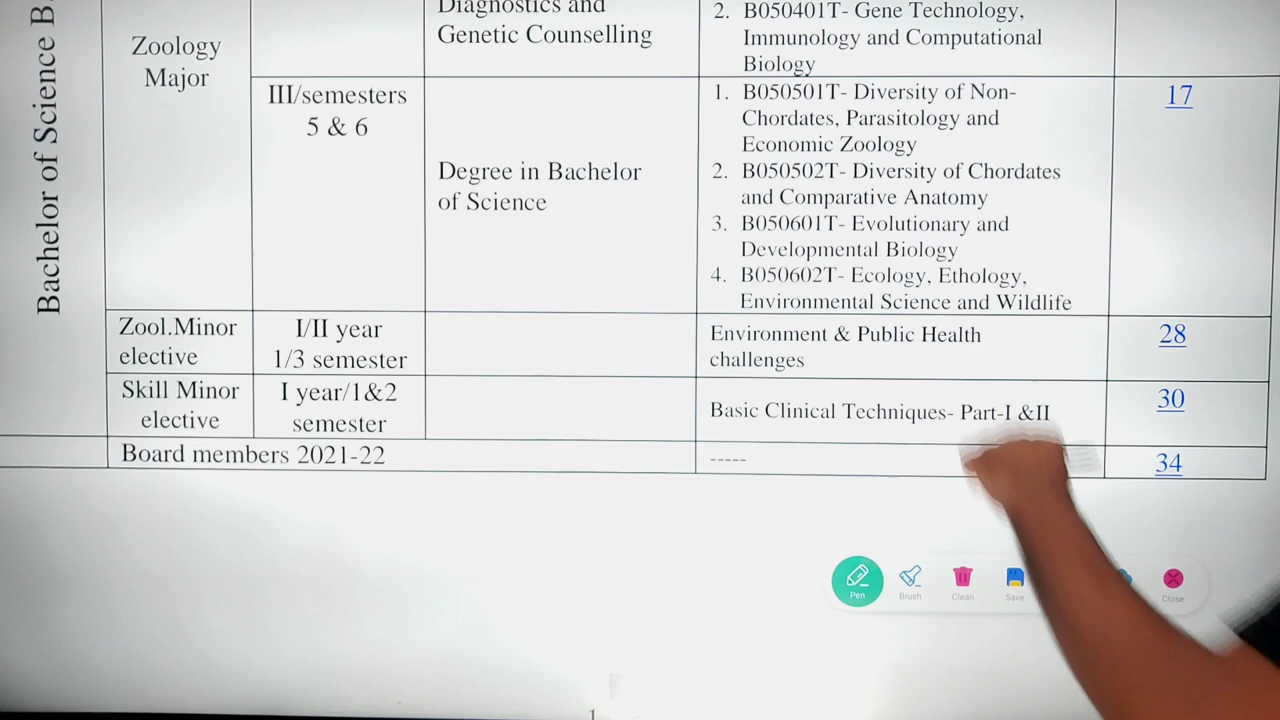 Bachelor of Science B.
Zoology
Major
Diagnostics and
Genetic Counselling
2. B050401T- Gene Technology,
Immunology and Computational
Biology
III/semesters
5 & 6
Degree in Bachelor
of Science
1. B050501T- Diversity of Non-
Chordates, Parasitology and
Economic Zoology
2. B050502T- Diversity of Chordates
and Comparative Anatomy
3. B050601T- Evolutionary and
Developmental Biology
4. B050602T- Ecology, Ethology,
Environmental Science and Wildlife
17
Zool.Minor
elective
I/II year
1/3 semester
Environment & Public Health
challenges
28
Skill Minor
elective
I year/1&2
semester
Basic Clinical Techniques- Part-I &II
30
Board members 2021-22
-----
34
Pen
Brush
Clean
Save
Close